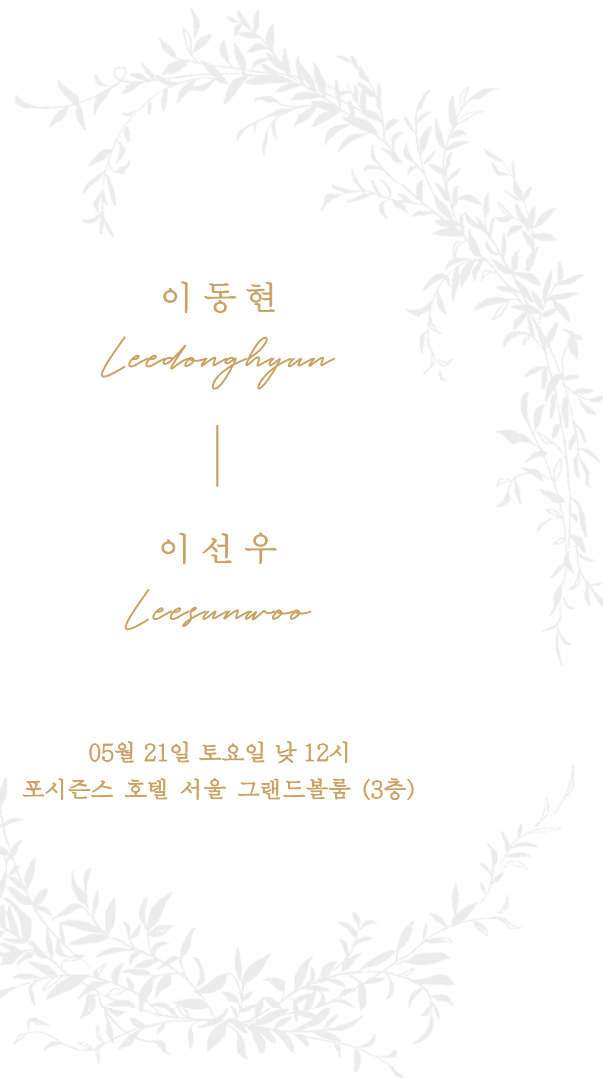 이동현
Leedonghyun
이선우
Leesunwoo
05월 21일 토요일 낮 12시
포시즌스 호텔 서울 그랜드볼룸 (3층)